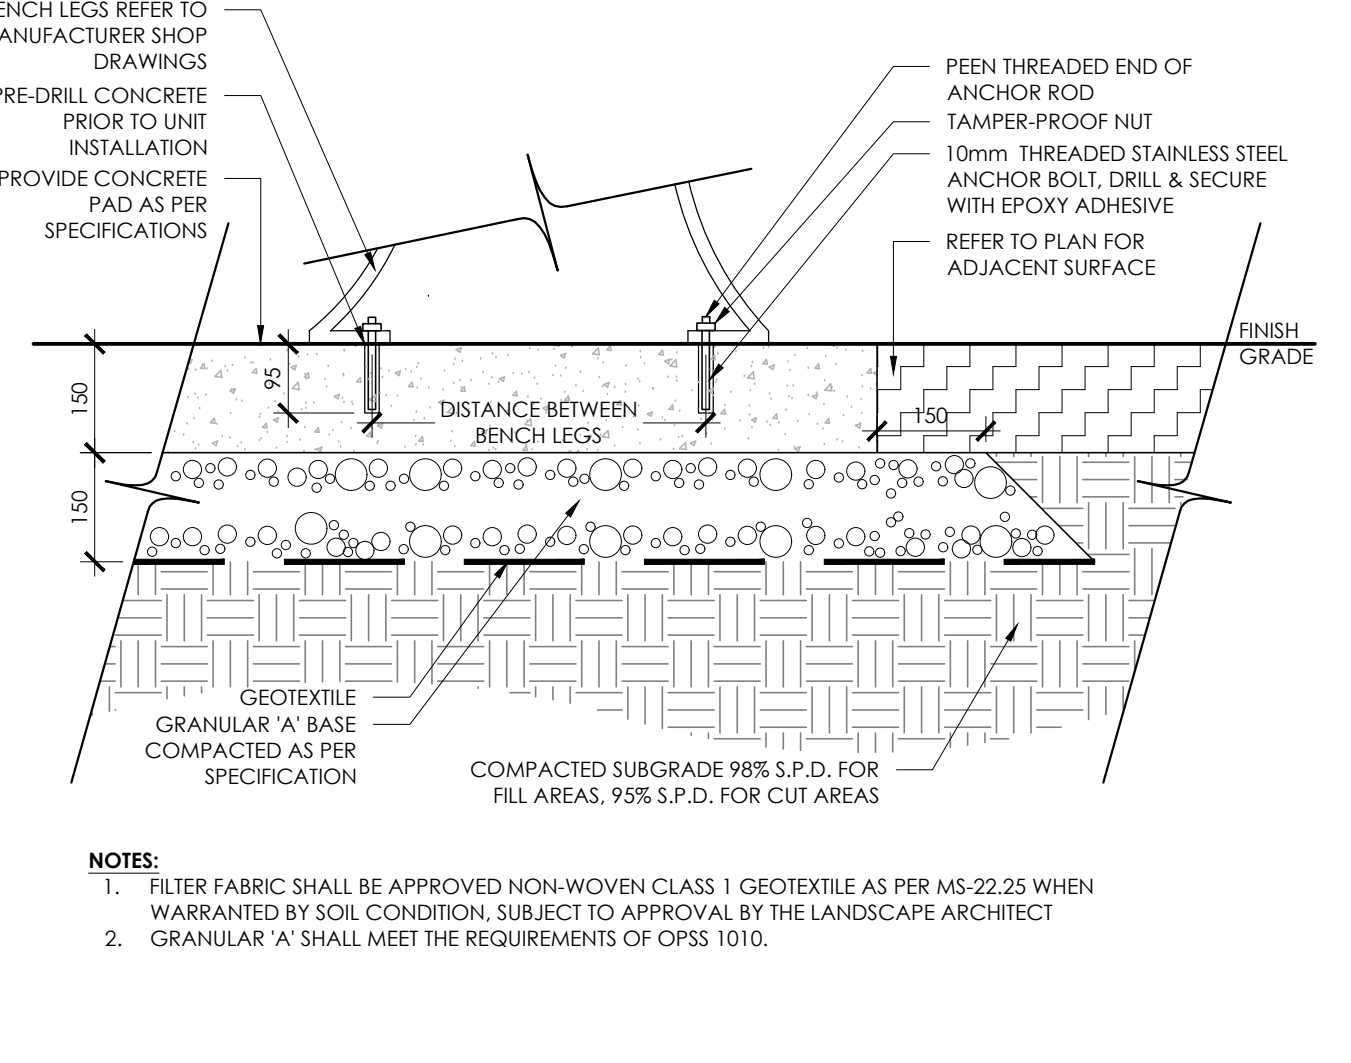 LEGS REFER TO
SHOP
DRAWINGS
PRE-DRILL CONCRETE
PRIOR TO UNIT
INSTALLATION
PROVIDE CONCRETE
PAD AS PER
SPECIFICATIONS
PEEN THREADED END OF
ANCHOR ROD
TAMPER-PROOF NUT
10mm THREADED STAINLESS STEEL
ANCHOR BOLT, DRILL & SECURE
WITH EPOXY ADHESIVE
REFER TO PLAN FOR
ADJACENT SURFACE
FINISH
GRADE
150
95
DISTANCE BETWEEN
BENCH LEGS
150
150
GEOTEXTILE
GRANULAR 'A' BASE
COMPACTED AS PER
SPECIFICATION
COMPACTED SUBGRADE 98% S.P.D. FOR
FILL AREAS, 95% S.P.D. FOR CUT AREAS
NOTES:
1. FILTER FABRIC SHALL BE APPROVED NON-WOVEN CLASS 1 GEOTEXTILE AS PER MS-22.25 WHEN
WARRANTED BY SOIL CONDITION, SUBJECT TO APPROVAL BY THE LANDSCAPE ARCHITECT
2. GRANULAR 'A' SHALL MEET THE REQUIREMENTS OF OPSS 1010.